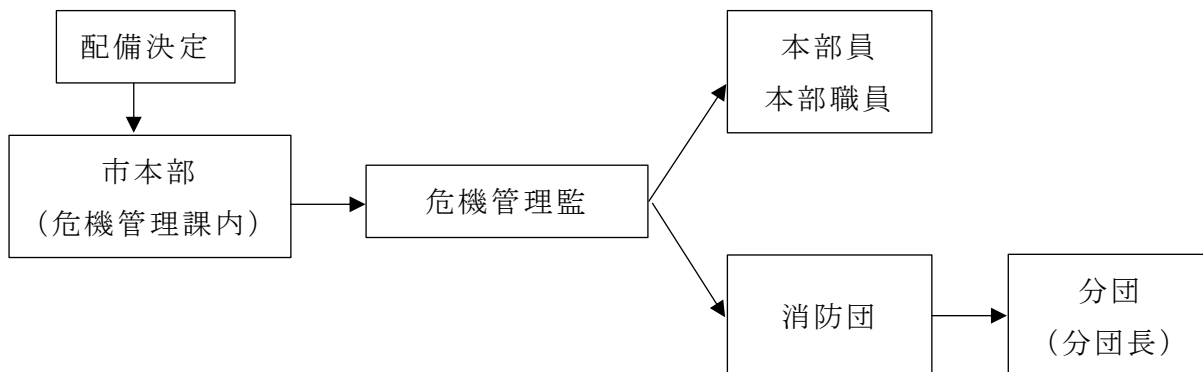 配備決定
市本部
(危機管理課内)
危機管理監
本部員
本部職員
消防団
分団
(分団長)